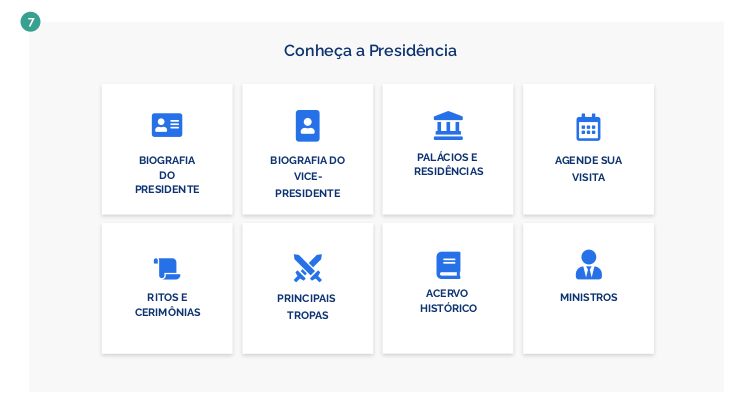 7
Conheça a Presidência
BIOGRAFIA
DO
PRESIDENTE
BIOGRAFIA DO
VICE-
PRESIDENTE
PALÁCIOS E
RESIDÊNCIAS
AGENDE SUA
VISITA
RITOS E
CERIMÔNIAS
PRINCIPAIS
TROPAS
ACERVO
HISTÓRICO
MINISTROS